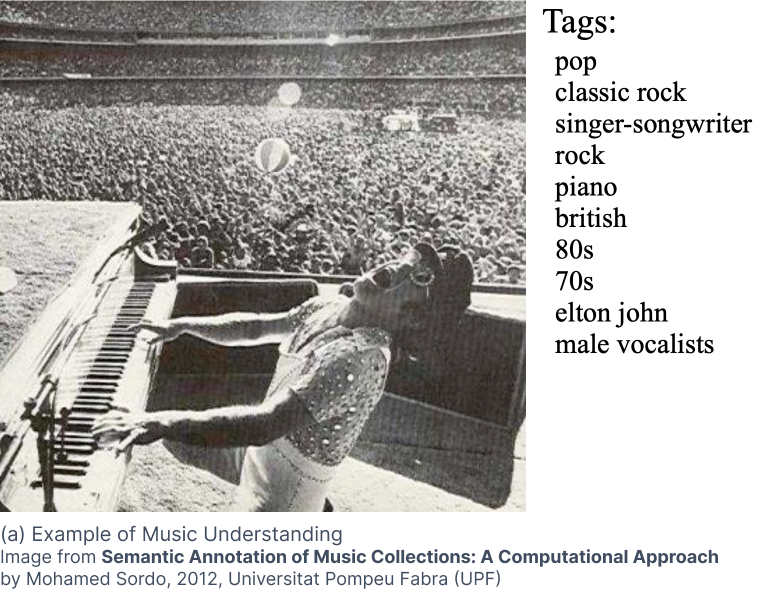 Tags:
pop
classic rock
singer-songwriter
rock
piano
british
80s
70s
elton john
male vocalists
(a) Example of Music Understanding
Image from Semantic Annotation of Music Collections: A Computational Approach
by Mohamed Sordo, 2012, Universitat Pompeu Fabra (UPF)